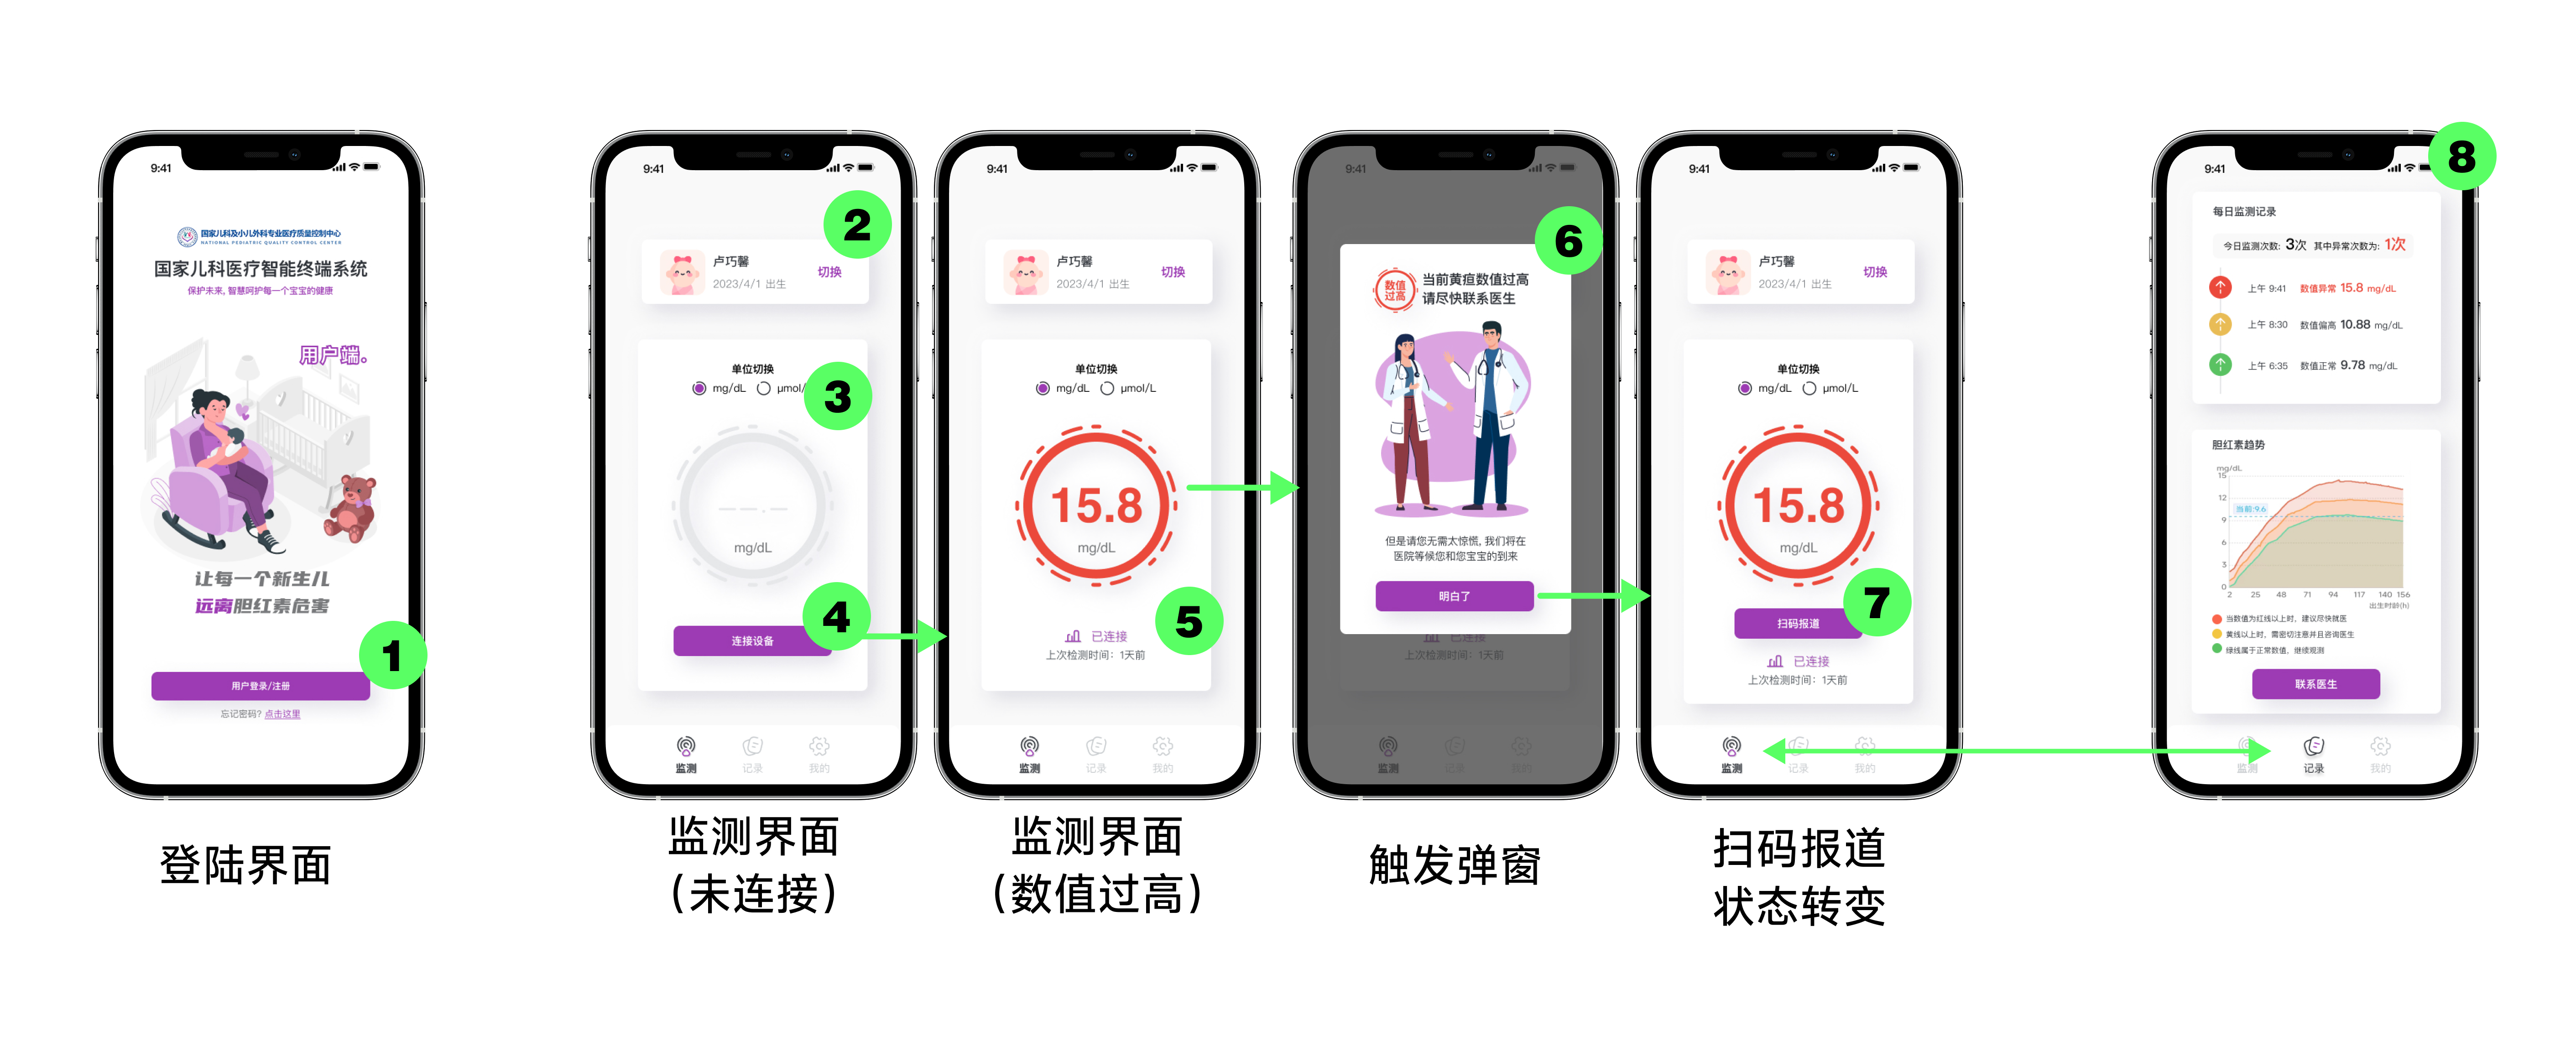 9:41
国家儿科及小儿外科专业医疗质量控制中心
NATIONAL PEDIATRIC QUALITY CONTROL CENTER
国家儿科医疗智能终端系统
保护未来, 智慧呵护每一个宝宝的健康
用户端。
让每一个新生儿
远离胆红素危害
1
用户登录/注册
忘记密码? 点击这里
登陆界面
9:41
2
卢巧馨
2023/4/1 出生
切换
单位切换
mg/dL μmol/
3
--.-
mg/dL
4
连接设备
监测 记录 我的
监测界面
(未连接)
9:41
卢巧馨
2023/4/1 出生
切换
单位切换
mg/dL μmol/L
15.8
mg/dL
5
已连接
上次检测时间: 1天前
监测 记录 我的
监测界面
(数值过高)
9:41
6
数值
过高
当前黄疸数值过高
请尽快联系医生
但是请您无需太惊慌, 我们将在
医院等候您和您宝宝的到来
明白了
已连接
上次检测时间: 1天前
监测 记录 我的
触发弹窗
9:41
卢巧馨
2023/4/1 出生
切换
单位切换
mg/dL μmol/L
15.8
mg/dL
7
扫码报道
已连接
上次检测时间: 1天前
监测 记录 我的
扫码报道
状态转变
9:41
8
每日监测记录
今日监测次数: 3次 其中异常次数为: 1次
上午 9:41 数值异常 15.8 mg/dL
上午 8:30 数值偏高 10.88 mg/dL
上午 6:35 数值正常 9.78 mg/dL
胆红素趋势
mg/dL
15
12
当前:9.6
9
6
3
0
2 25 48 71 94 117 140 156
出生时龄(h)
当数值为红线以上时, 建议尽快就医
黄线以上时, 需密切注意并且咨询医生
绿线属于正常数值, 继续观测
联系医生
监测 记录 我的